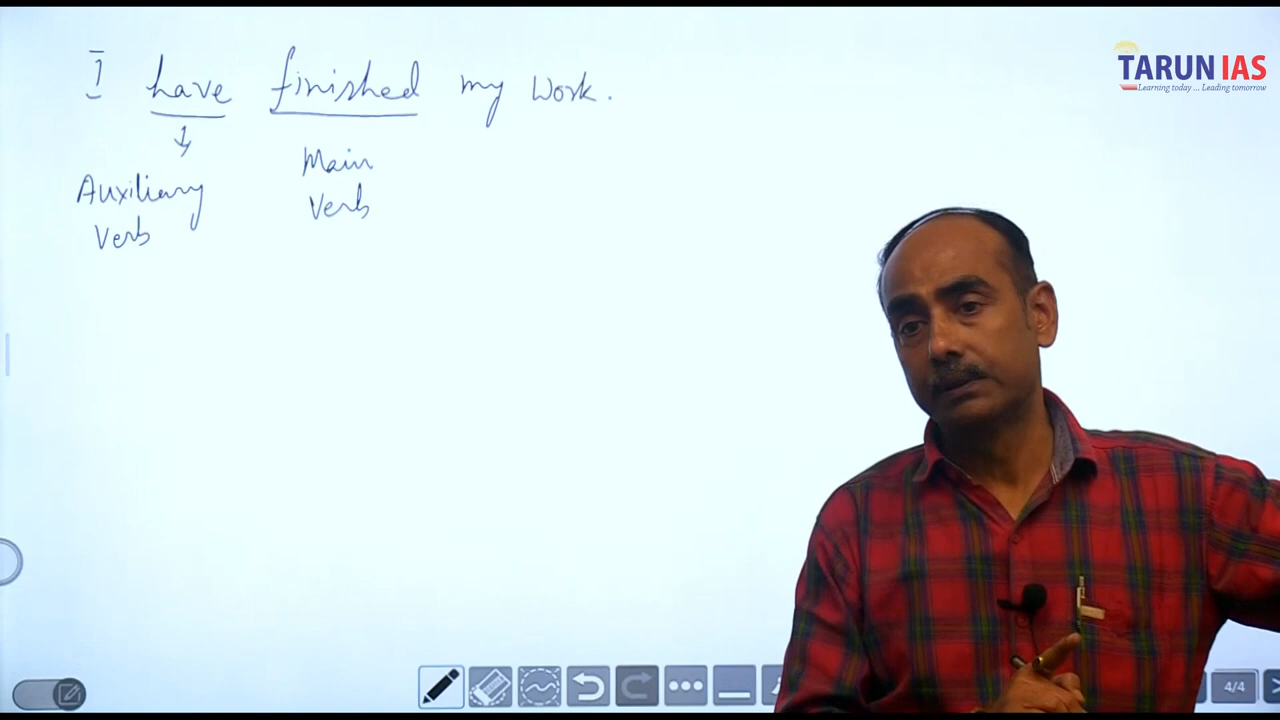 I have finished my work.
Auxiliary
Verb
Main
Verb
TARUN IAS
Learning today ... Leading tomorrow
4/4